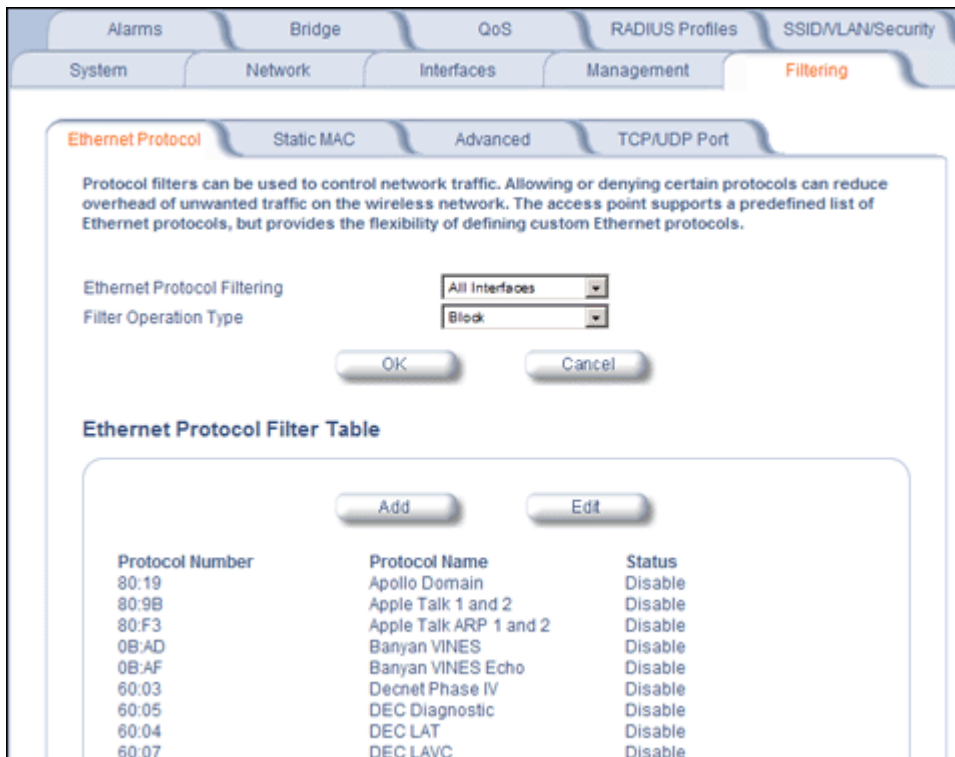 Alarms Bridge QoS RADIUS Profiles SSID/VLAN/Security
System Network Interfaces Management Filtering
Ethernet Protocol Static MAC Advanced TCP/UDP Port
Protocol filters can be used to control network traffic. Allowing or denying certain protocols can reduce
overhead of unwanted traffic on the wireless network. The access point supports a predefined list of
Ethernet protocols, but provides the flexibility of defining custom Ethernet protocols.
Ethernet Protocol Filtering All Interfaces
Filter Operation Type Block
OK Cancel
Ethernet Protocol Filter Table
Add Edit
Protocol Number Protocol Name Status
80:19 Apollo Domain Disable
80:9B Apple Talk 1 and 2 Disable
80:F3 Apple Talk ARP 1 and 2 Disable
0B:AD Banyan VINES Disable
0B:AF Banyan VINES Echo Disable
60:03 Decnet Phase IV Disable
60:05 DEC Diagnostic Disable
60:04 DEC LAT Disable
60:07 DEC LAVC Disable